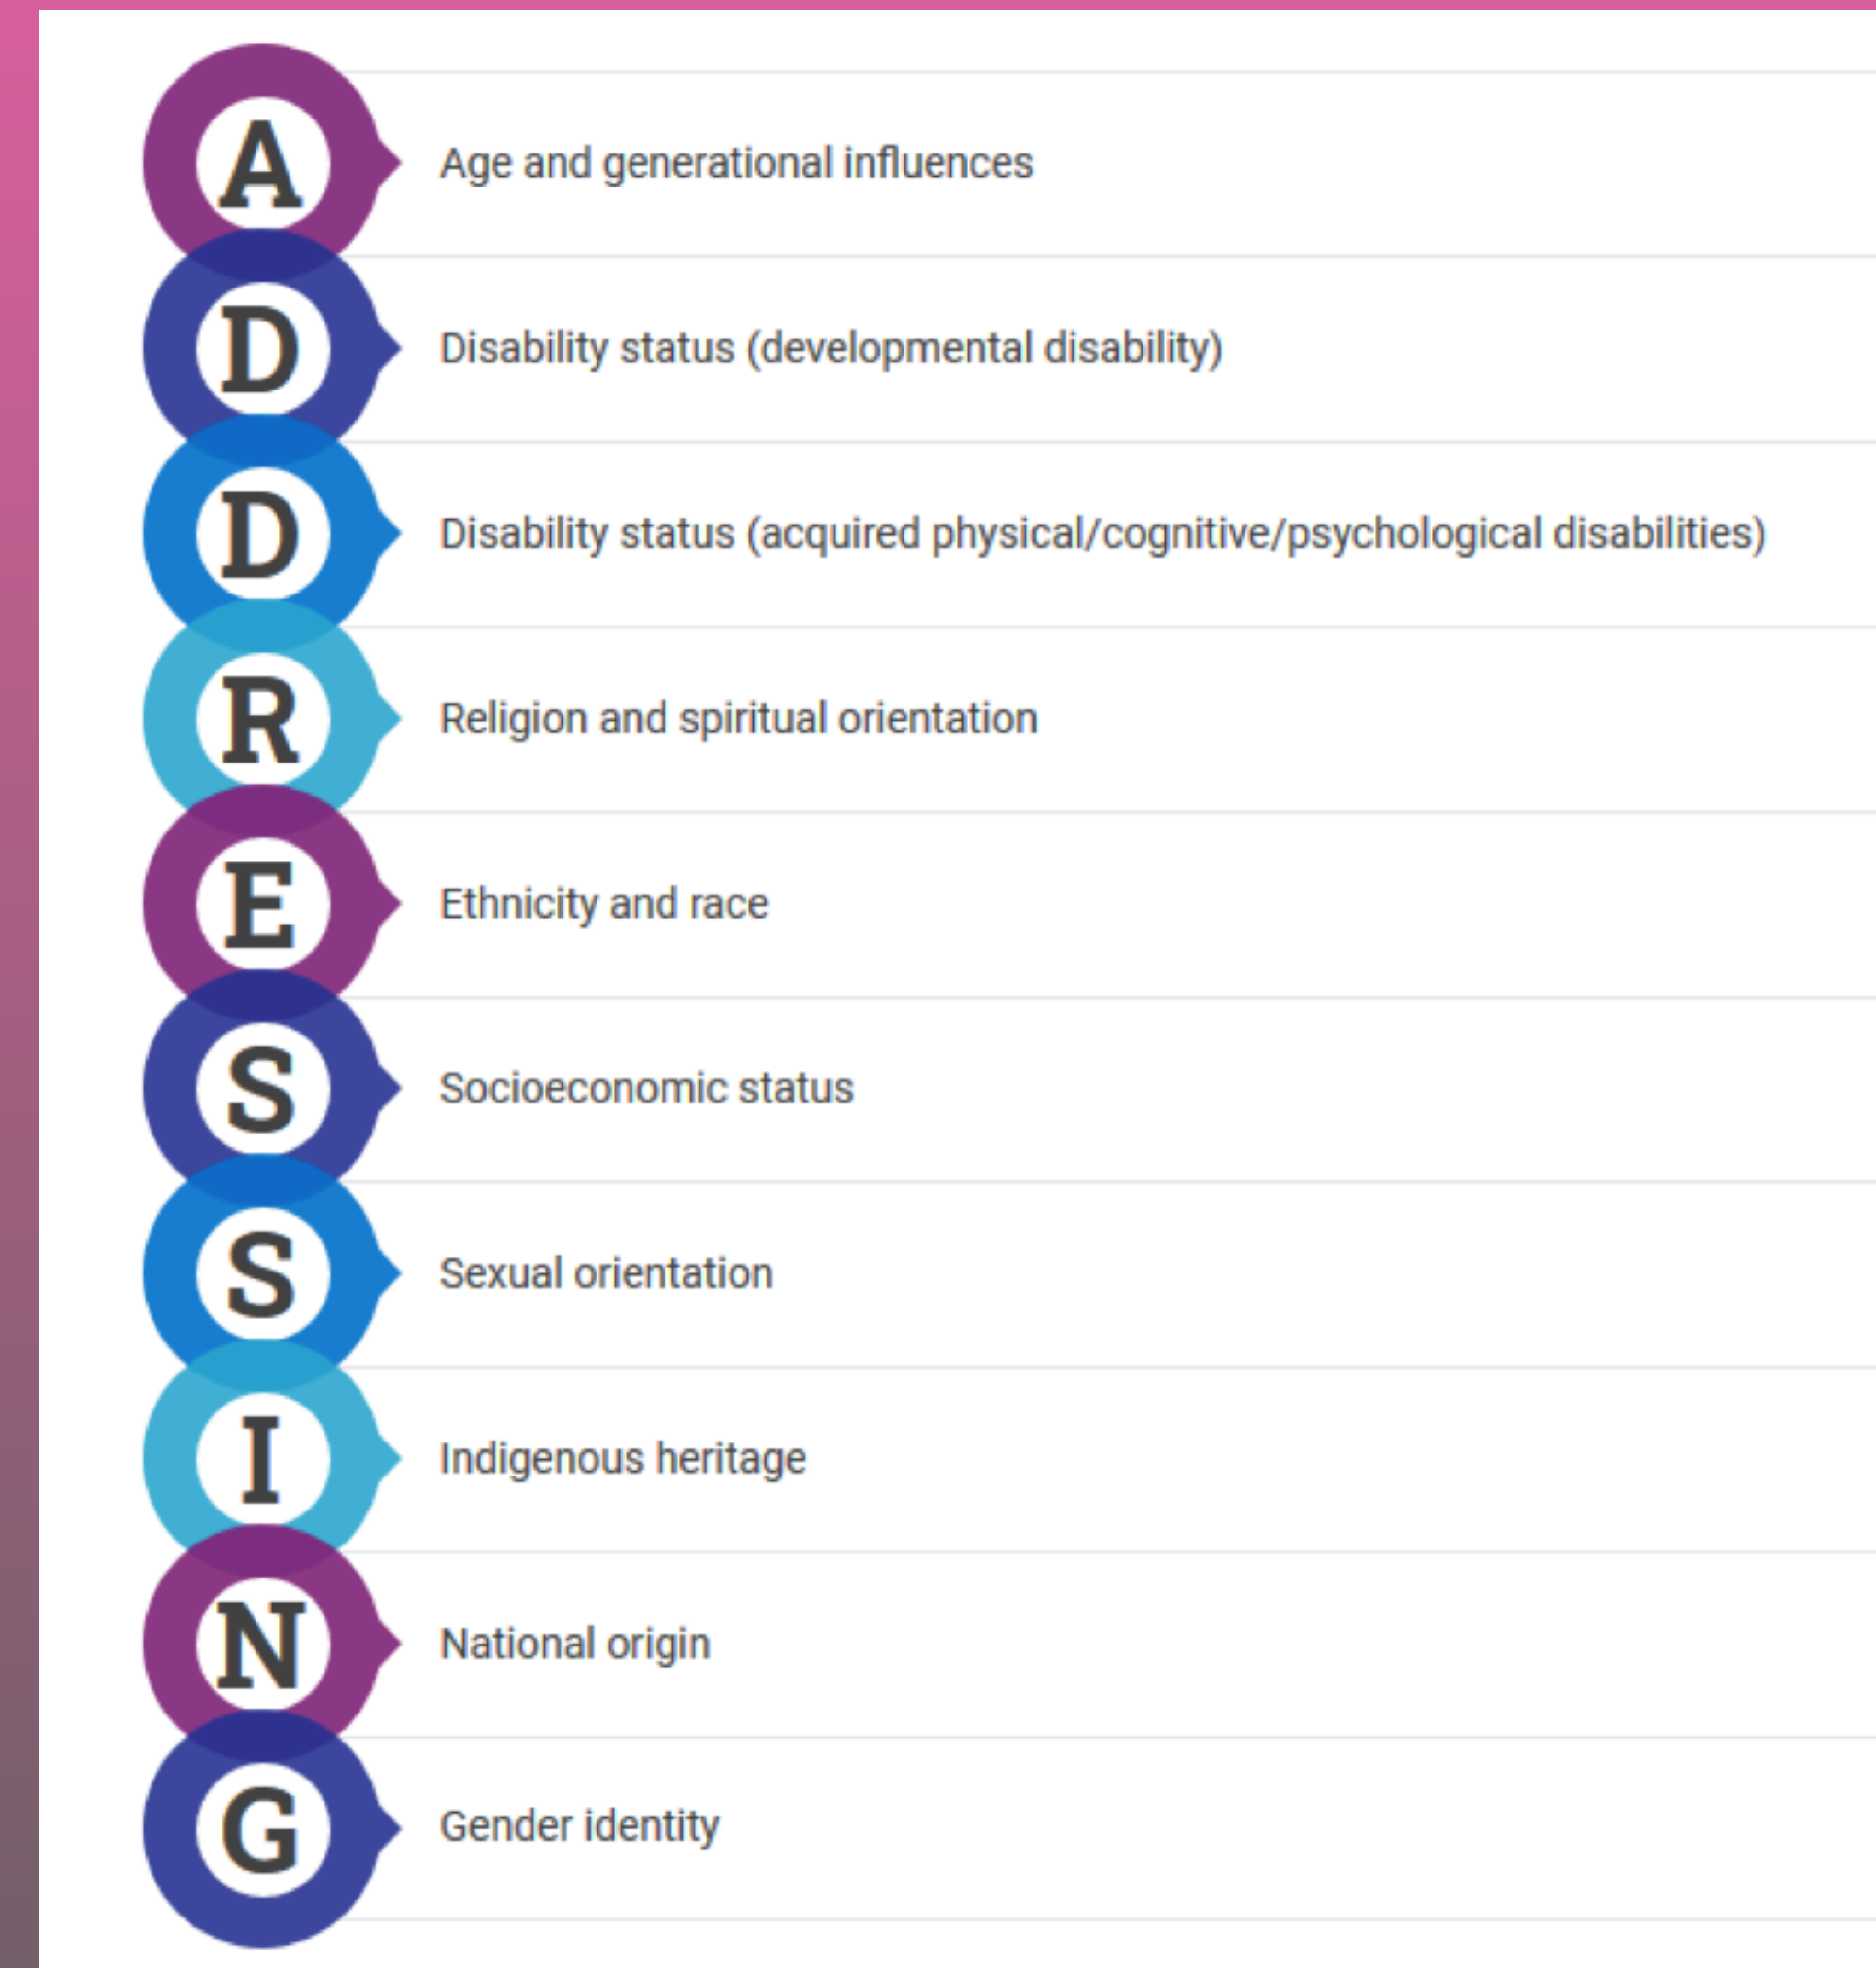 A Age and generational influences
D Disability status (developmental disability)
D Disability status (acquired physical/cognitive/psychological disabilities)
R Religion and spiritual orientation
E Ethnicity and race
S Socioeconomic status
S Sexual orientation
I Indigenous heritage
N National origin
G Gender identity